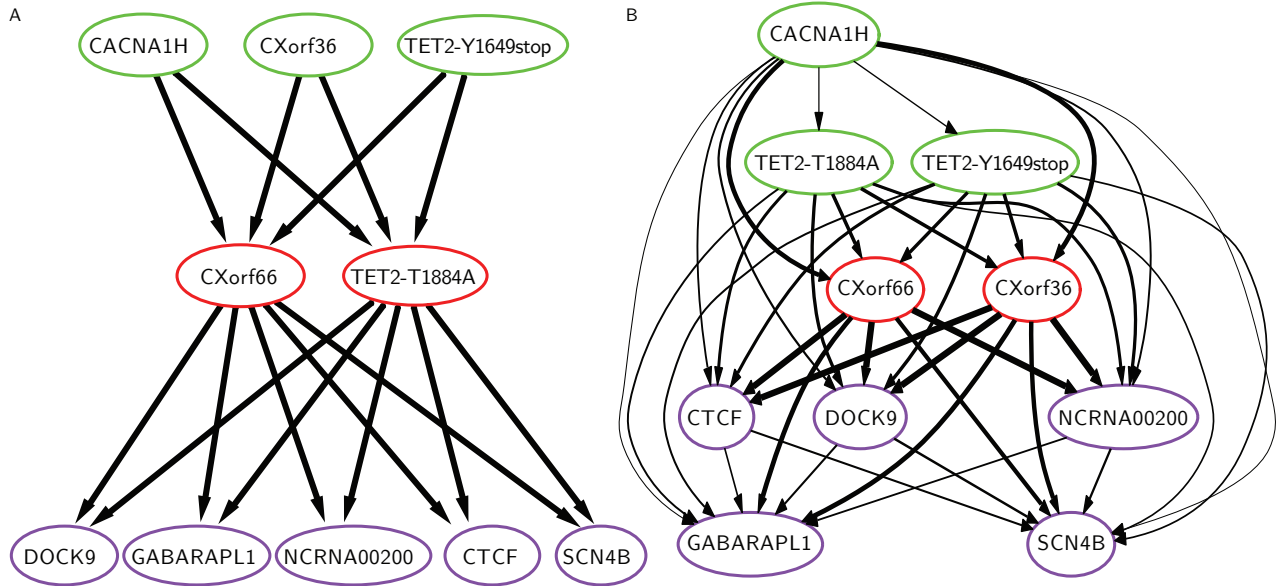 A
CACNA1H
CXorf36
TET2-Y1649stop
CXorf66
TET2-T1884A
DOCK9
GABARAPL1
NCRNA00200
CTCF
SCN4B
B
CACNA1H
TET2-T1884A
TET2-Y1649stop
CXorf66
CXorf36
CTCF
DOCK9
NCRNA00200
GABARAPL1
SCN4B